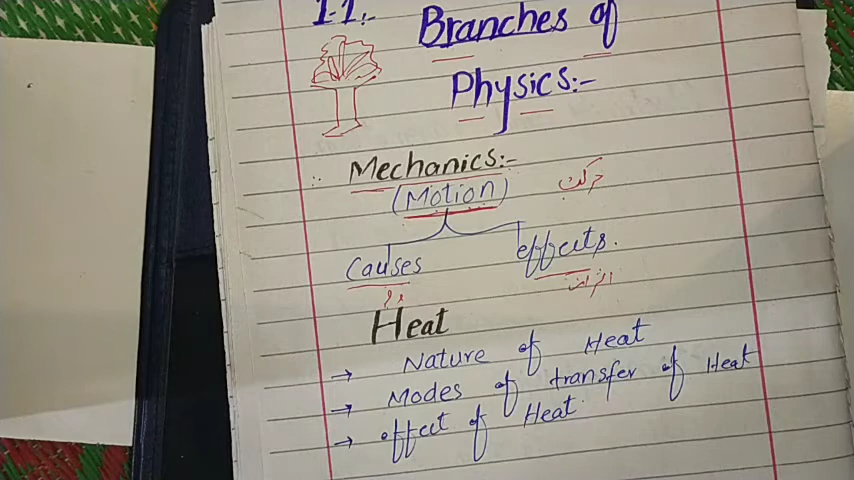 1.1:-
Branches of
Physics:-
Mechanics:-
(Motion) حرکت
Causes effects.
اثرات
Heat
→ Nature of Heat
→ Modes of transfer of Heat
→ effect of Heat